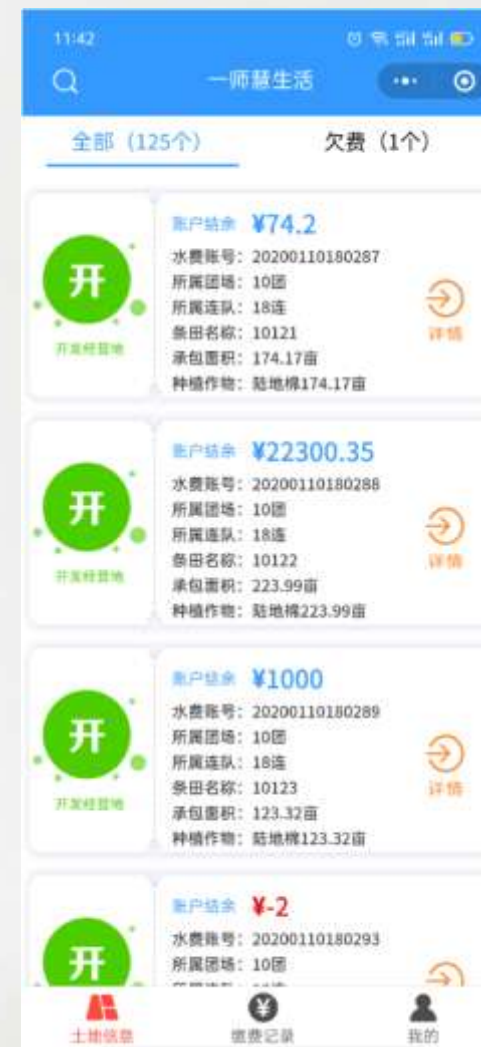 11:42
一师慧生活
全部（125个）
欠费（1个）
账户结余 ¥74.2
水费账号：20200110180287
所属团场：10团
所属连队：18连
条田名称：10121
承包面积：174.17亩
种植作物：陆地棉174.17亩
开
开发经营地
详情
账户结余 ¥22300.35
水费账号：20200110180288
所属团场：10团
所属连队：18连
条田名称：10122
承包面积：223.99亩
种植作物：陆地棉223.99亩
开
开发经营地
详情
账户结余 ¥1000
水费账号：20200110180289
所属团场：10团
所属连队：18连
条田名称：10123
承包面积：123.32亩
种植作物：陆地棉123.32亩
开
开发经营地
详情
账户结余 ¥-2
水费账号：20200110180293
所属团场：10团
开
土地信息
缴费记录
我的